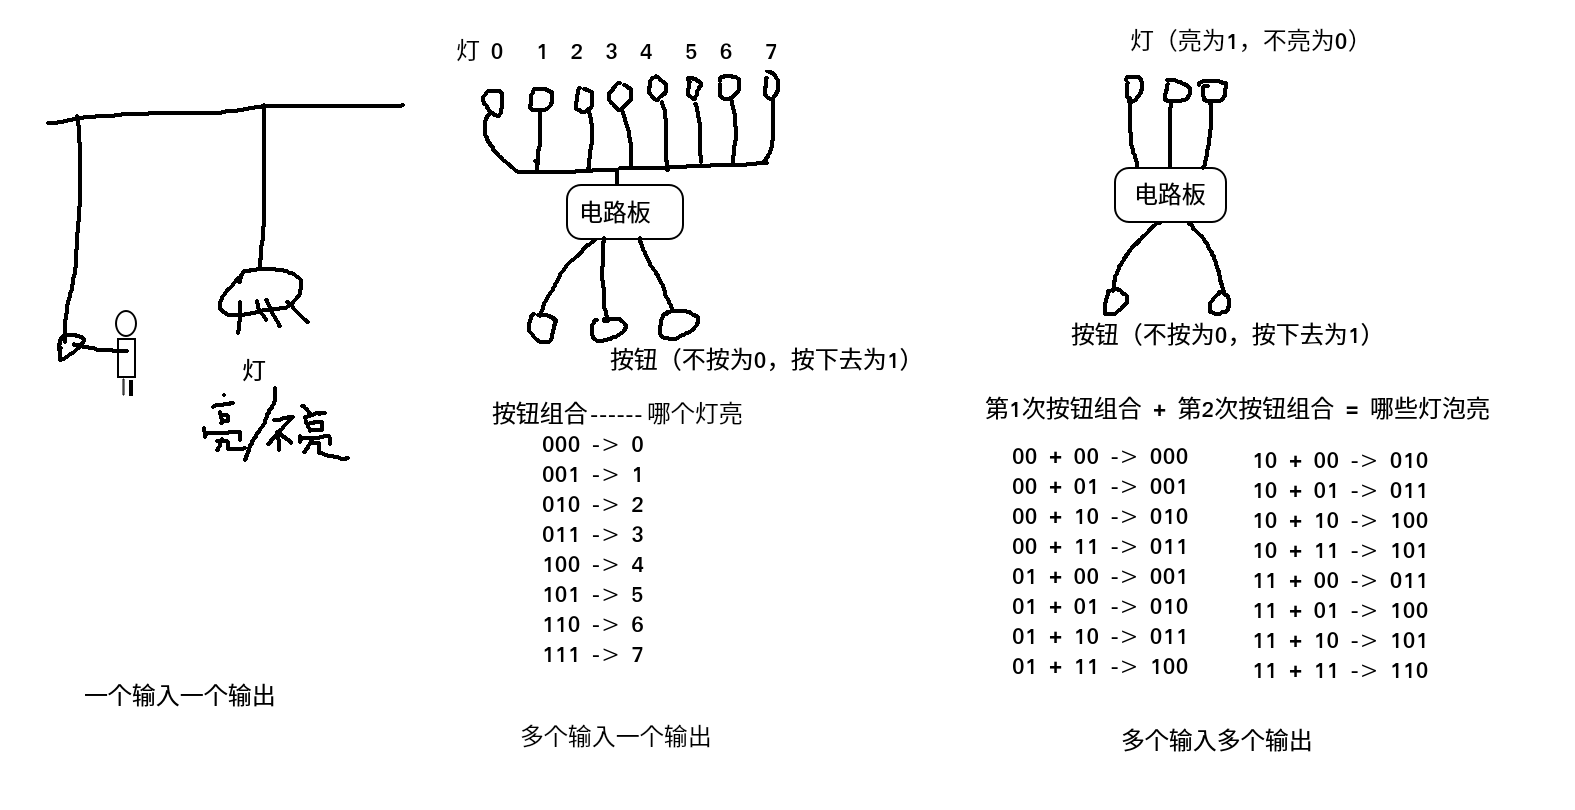 灯
亮/不亮
一个输入一个输出
灯 0 1 2 3 4 5 6 7
电路板
按钮（不按为0，按下去为1）
按钮组合------ 哪个灯亮
000 -> 0
001 -> 1
010 -> 2
011 -> 3
100 -> 4
101 -> 5
110 -> 6
111 -> 7
多个输入一个输出
灯（亮为1，不亮为0）
电路板
按钮（不按为0，按下去为1）
第1次按钮组合 + 第2次按钮组合 = 哪些灯泡亮
00 + 00 -> 000
00 + 01 -> 001
00 + 10 -> 010
00 + 11 -> 011
01 + 00 -> 001
01 + 01 -> 010
01 + 10 -> 011
01 + 11 -> 100
10 + 00 -> 010
10 + 01 -> 011
10 + 10 -> 100
10 + 11 -> 101
11 + 00 -> 011
11 + 01 -> 100
11 + 10 -> 101
11 + 11 -> 110
多个输入多个输出